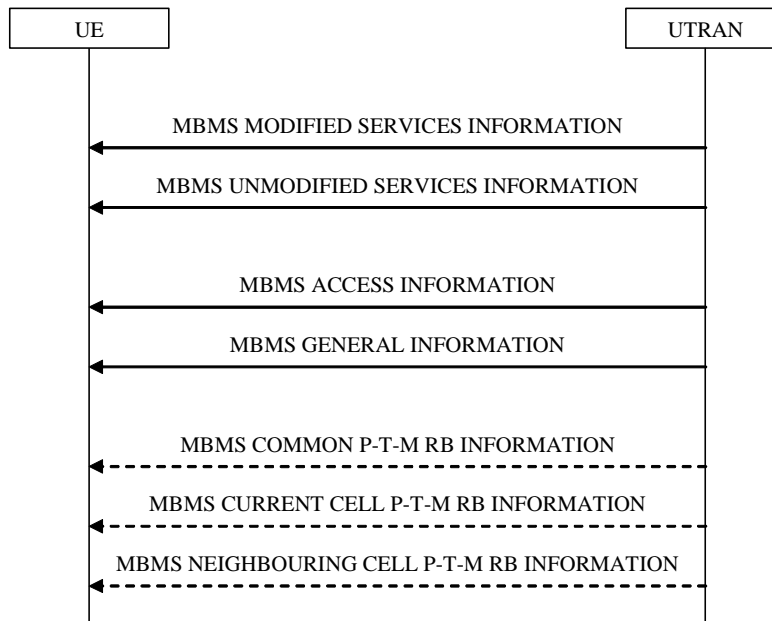 UE
UTRAN
MBMS MODIFIED SERVICES INFORMATION
MBMS UNMODIFIED SERVICES INFORMATION
MBMS ACCESS INFORMATION
MBMS GENERAL INFORMATION
MBMS COMMON P-T-M RB INFORMATION
MBMS CURRENT CELL P-T-M RB INFORMATION
MBMS NEIGHBOURING CELL P-T-M RB INFORMATION